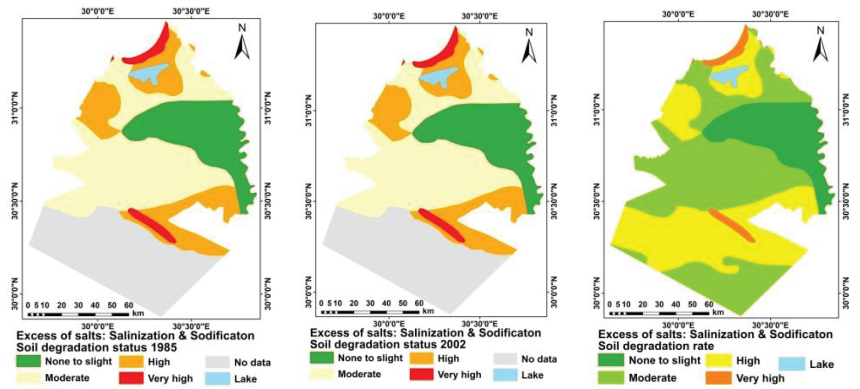 30°0'0"E 30°30'0"E
N
31°0'0"N
30°30'0"N
30°0'0"N
0 5 10 20 30 40 50 60
km
30°0'0"E 30°30'0"E
Excess of salts: Salinization & Sodificaton
Soil degradation status 1985
None to slight High No data
Moderate Very high Lake
30°0'0"E 30°30'0"E
N
31°0'0"N
30°30'0"N
30°0'0"N
0 5 10 20 30 40 50 60
km
30°0'0"E 30°30'0"E
Excess of salts: Salinization & Sodificaton
Soil degradation status 2002
None to slight High No data
Moderate Very high Lake
30°0'0"E 30°30'0"E
N
31°0'0"N
30°30'0"N
30°0'0"N
0 5 10 20 30 40 50 60
km
30°0'0"E 30°30'0"E
Excess of salts: Salinization & Sodificaton
Soil degradation rate
None to slight High Lake
Moderate Very high